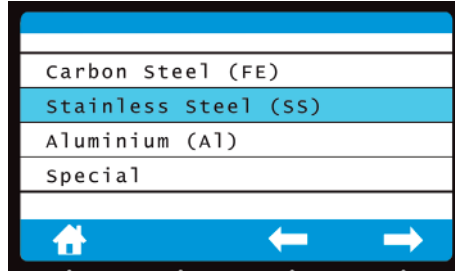 Carbon Steel (FE)
Stainless Steel (SS)
Aluminium (Al)
Special